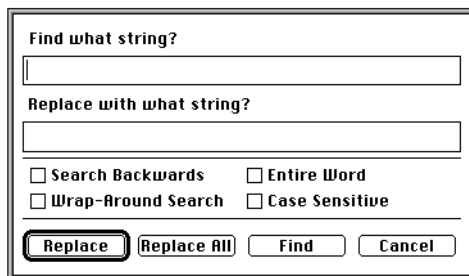 Find what string?
Replace with what string?
Search Backwards Entire Word
Wrap-Around Search Case Sensitive
Replace Replace All Find Cancel